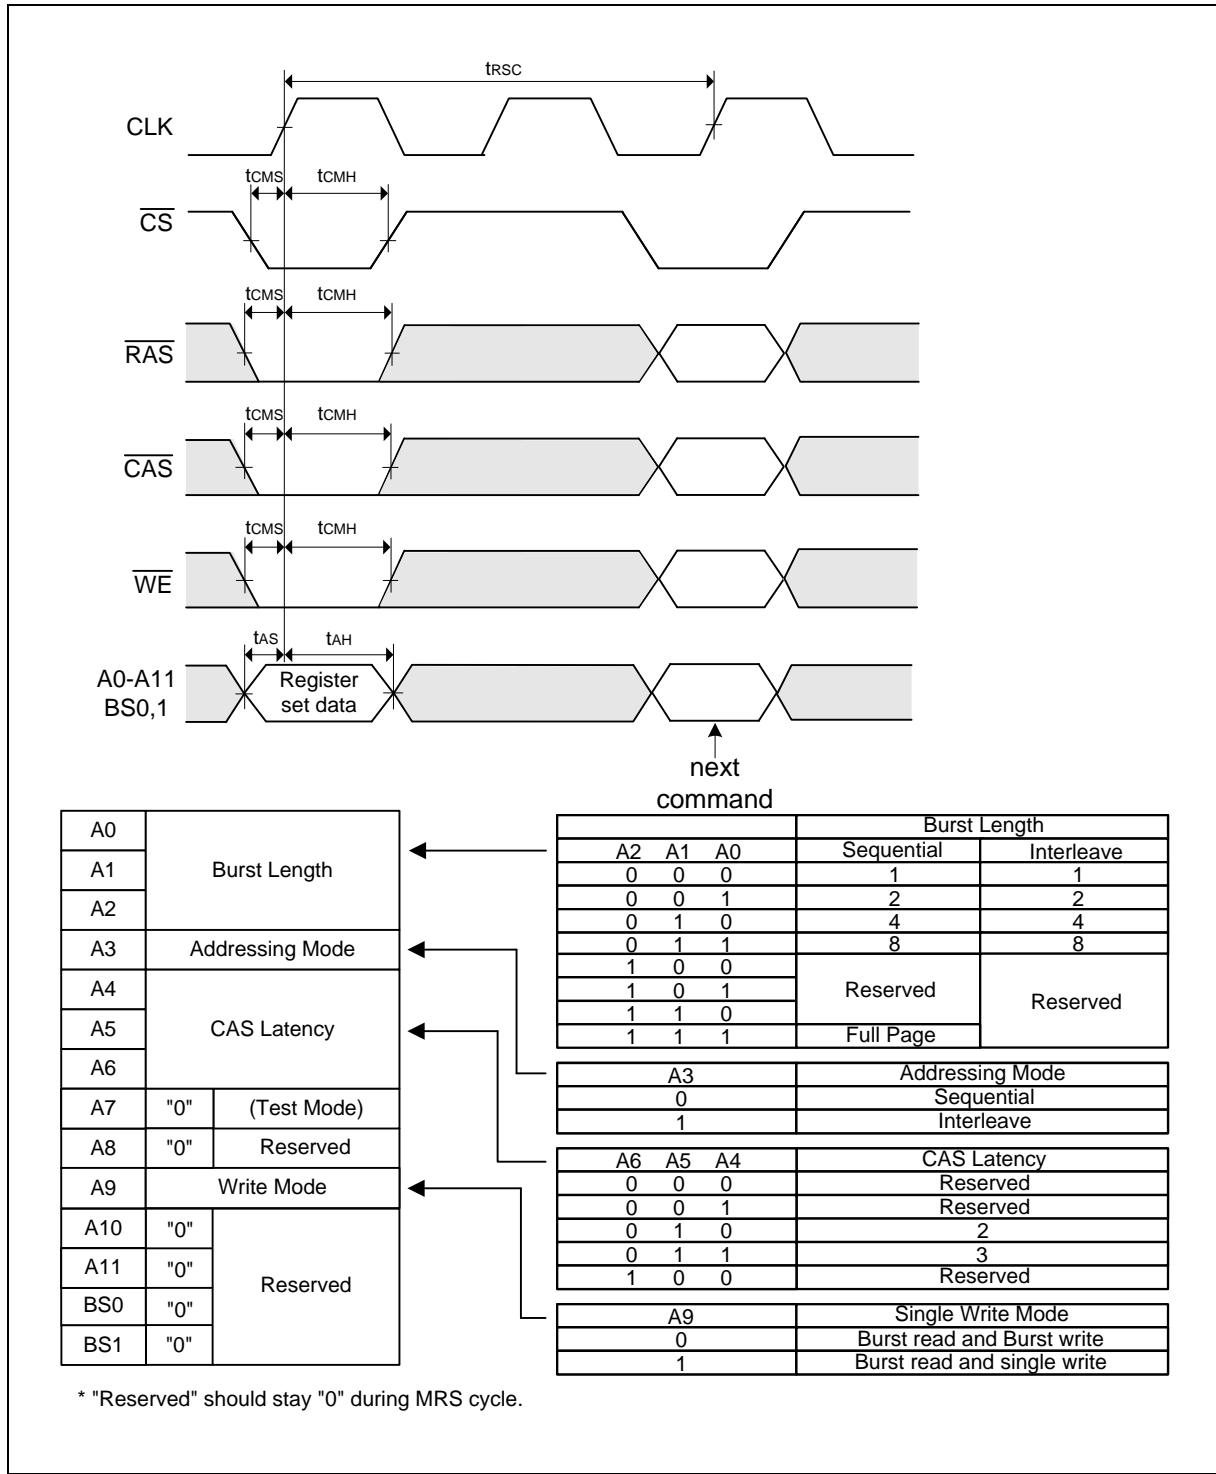 tRSC
CLK
tCMS tCMH
CS
tCMS tCMH
RAS
tCMS tCMH
CAS
tCMS tCMH
WE
tAS tAH
A0-A11
BS0,1
Register
set data
next
command
A0
A1
A2
Burst Length
A3 Addressing Mode
A4
A5
A6
CAS Latency
A7 "0" (Test Mode)
A8 "0" Reserved
A9 Write Mode
A10 "0"
A11 "0"
BS0 "0"
BS1 "0"
Reserved
Burst Length
A2 A1 A0 Sequential Interleave
0 0 0 1 1
0 0 1 2 2
0 1 0 4 4
0 1 1 8 8
1 0 0
1 0 1
1 1 0
Reserved
Reserved
1 1 1 Full Page
A3 Addressing Mode
0 Sequential
1 Interleave
A6 A5 A4 CAS Latency
0 0 0 Reserved
0 0 1 Reserved
0 1 0 2
0 1 1 3
1 0 0 Reserved
A9 Single Write Mode
0 Burst read and Burst write
1 Burst read and single write
* "Reserved" should stay "0" during MRS cycle.